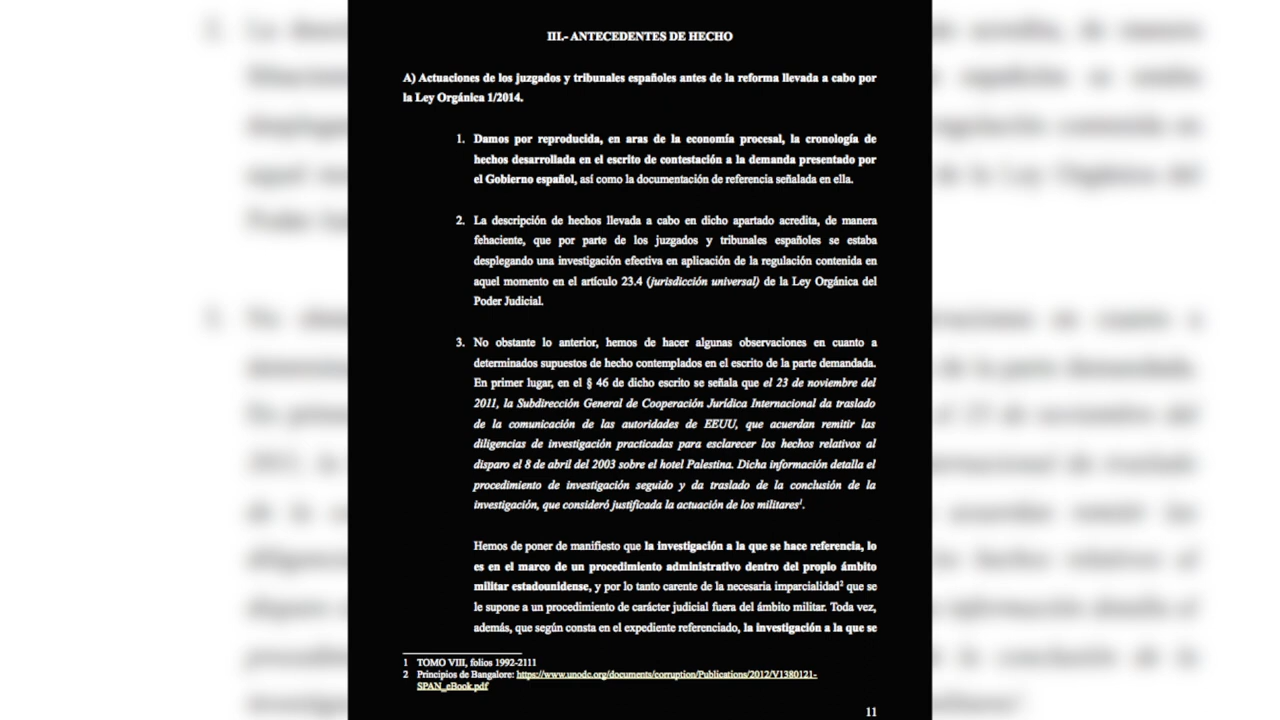 III.- ANTECEDENTES DE HECHO
A) Actuaciones de los juzgados y tribunales españoles antes de la reforma llevada a cabo por
la Ley Orgánica 1/2014.
1. Damos por reproducida, en aras de la economía procesal, la cronología de
hechos desarrollada en el escrito de contestación a la demanda presentado por
el Gobierno español, así como la documentación de referencia señalada en ella.
2. La descripción de hechos llevada a cabo en dicho apartado acredita, de manera
fehaciente, que por parte de los juzgados y tribunales españoles se estaba
desplegando una investigación efectiva en aplicación de la regulación contenida en
aquel momento en el artículo 23.4 (jurisdicción universal) de la Ley Orgánica del
Poder Judicial.
3. No obstante lo anterior, hemos de hacer algunas observaciones en cuanto a
determinados supuestos de hecho contemplados en el escrito de la parte demandada.
En primer lugar, en el § 46 de dicho escrito se señala que el 23 de noviembre del
2011, la Subdirección General de Cooperación Jurídica Internacional da traslado
de la comunicación de las autoridades de EEUU, que acuerdan remitir las
diligencias de investigación practicadas para esclarecer los hechos relativos al
disparo el 8 de abril del 2003 sobre el hotel Palestina. Dicha información detalla el
procedimiento de investigación seguido y da traslado de la conclusión de la
investigación, que consideró justificada la actuación de los militares¹.
Hemos de poner de manifiesto que la investigación a la que se hace referencia, lo
es en el marco de un procedimiento administrativo dentro del propio ámbito
militar estadounidense, y por lo tanto carente de la necesaria imparcialidad² que se
le supone a un procedimiento de carácter judicial fuera del ámbito militar. Toda vez,
además, que según consta en el expediente referenciado, la investigación a la que se
1 TOMO VIII, folios 1992-2111
2 Principios de Bangalore: https://www.unodc.org/documents/corruption/Publications/2012/V1380121-
SPAN_eBook.pdf
11